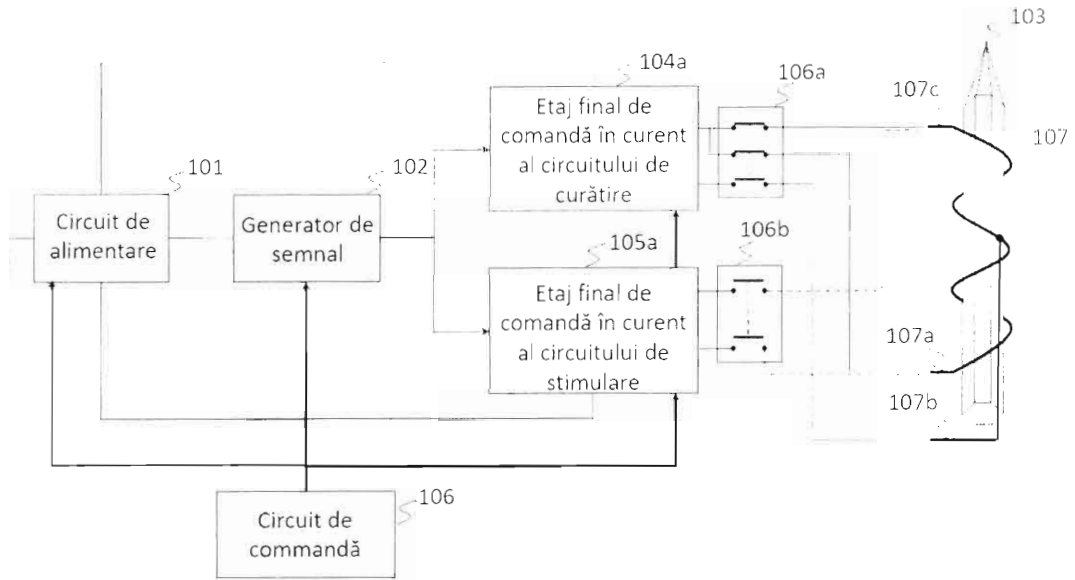 103
104a
106a
107c
Etaj final de
comandă în curent
al circuitului de
curătire
107
101
102
Circuit de
alimentare
Generator de
semnal
105a
106b
Etaj final de
comandă în curent
al circuitului de
stimulare
107a
107b
106
Circuit de
commandă